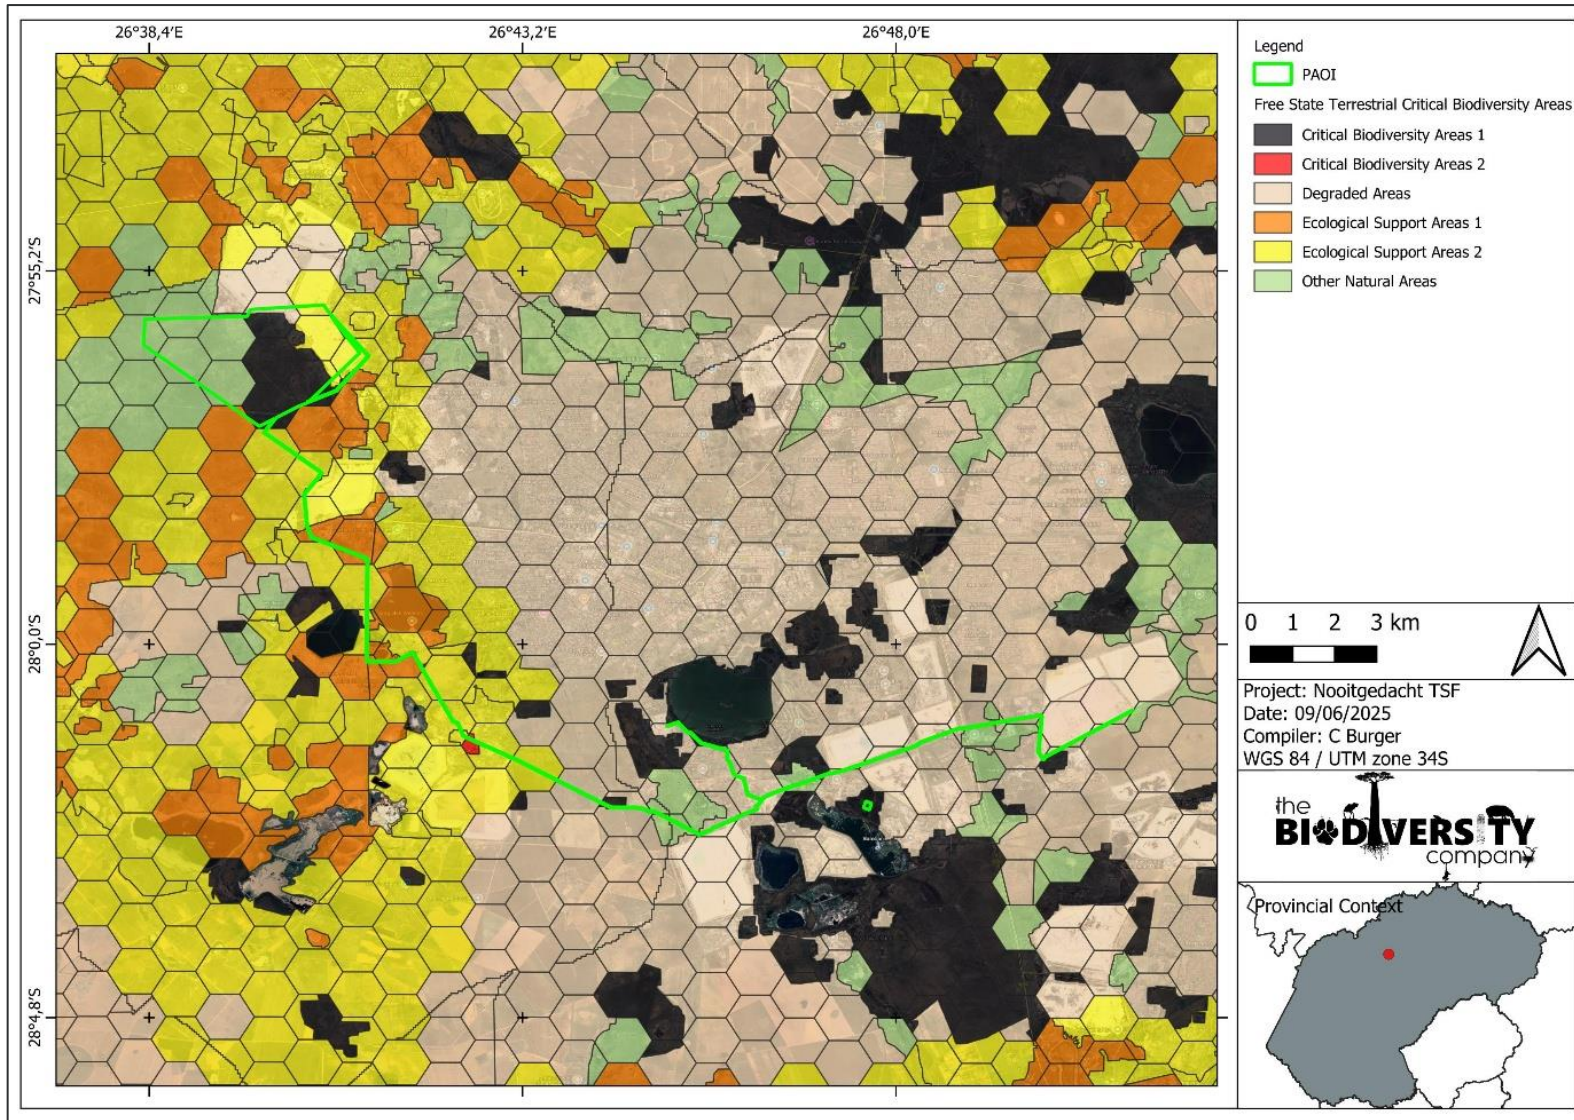 26°38,4′E
26°43,2′E
26°48,0′E
27°55,2′S
28°0,0′S
28°4,8′S
Legend
PAOI
Free State Terrestrial Critical Biodiversity Areas
Critical Biodiversity Areas 1
Critical Biodiversity Areas 2
Degraded Areas
Ecological Support Areas 1
Ecological Support Areas 2
Other Natural Areas
0 1 2 3 km
Project: Nooitgedacht TSF
Date: 09/06/2025
Compiler: C Burger
WGS 84 / UTM zone 34S
the
BIODIVERSITY
company
Provincial Context